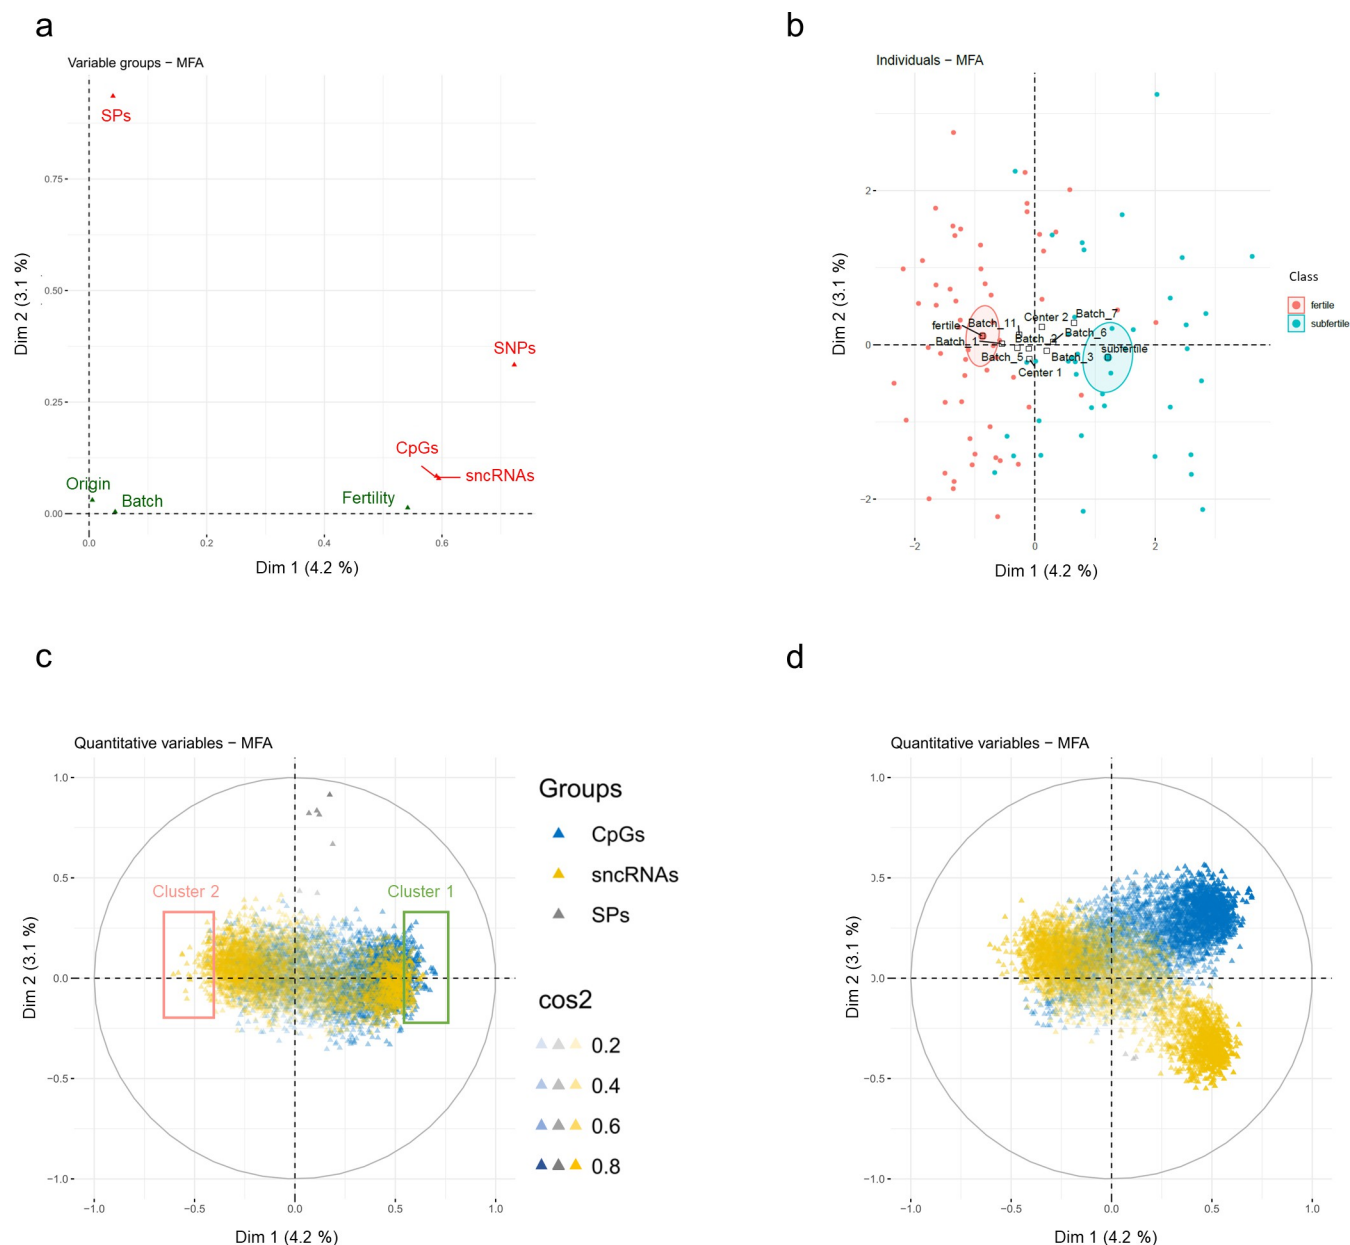 a
Variable groups − MFA
SPs
SNPs
CpGs
sncRNAs
Origin
Batch
Fertility
0.75
0.50
0.25
0.00
0.0
0.2
0.4
0.6
Dim 2 (3.1 %)
Dim 1 (4.2 %)
b
Individuals − MFA
2
0
−2
Dim 2 (3.1 %)
fertile
Batch_11
Center 2
Batch_7
Batch_1
Batch_2
Batch_6
Batch_5
Batch_3
subfertile
Center 1
−2
0
2
Dim 1 (4.2 %)
Class
fertile
subfertile
c
Quantitative variables − MFA
1.0
0.5
0.0
−0.5
−1.0
Cluster 2
Cluster 1
Dim 2 (3.1 %)
−1.0
−0.5
0.0
0.5
1.0
Dim 1 (4.2 %)
Groups
CpGs
sncRNAs
SPs
cos2
0.2
0.4
0.6
0.8
d
Quantitative variables − MFA
1.0
3.5
3.0
−0.5
−1.0
Dim 2 (3.1 %)
−1.0
−0.5
0.0
0.5
1.0
Dim 1 (4.2 %)